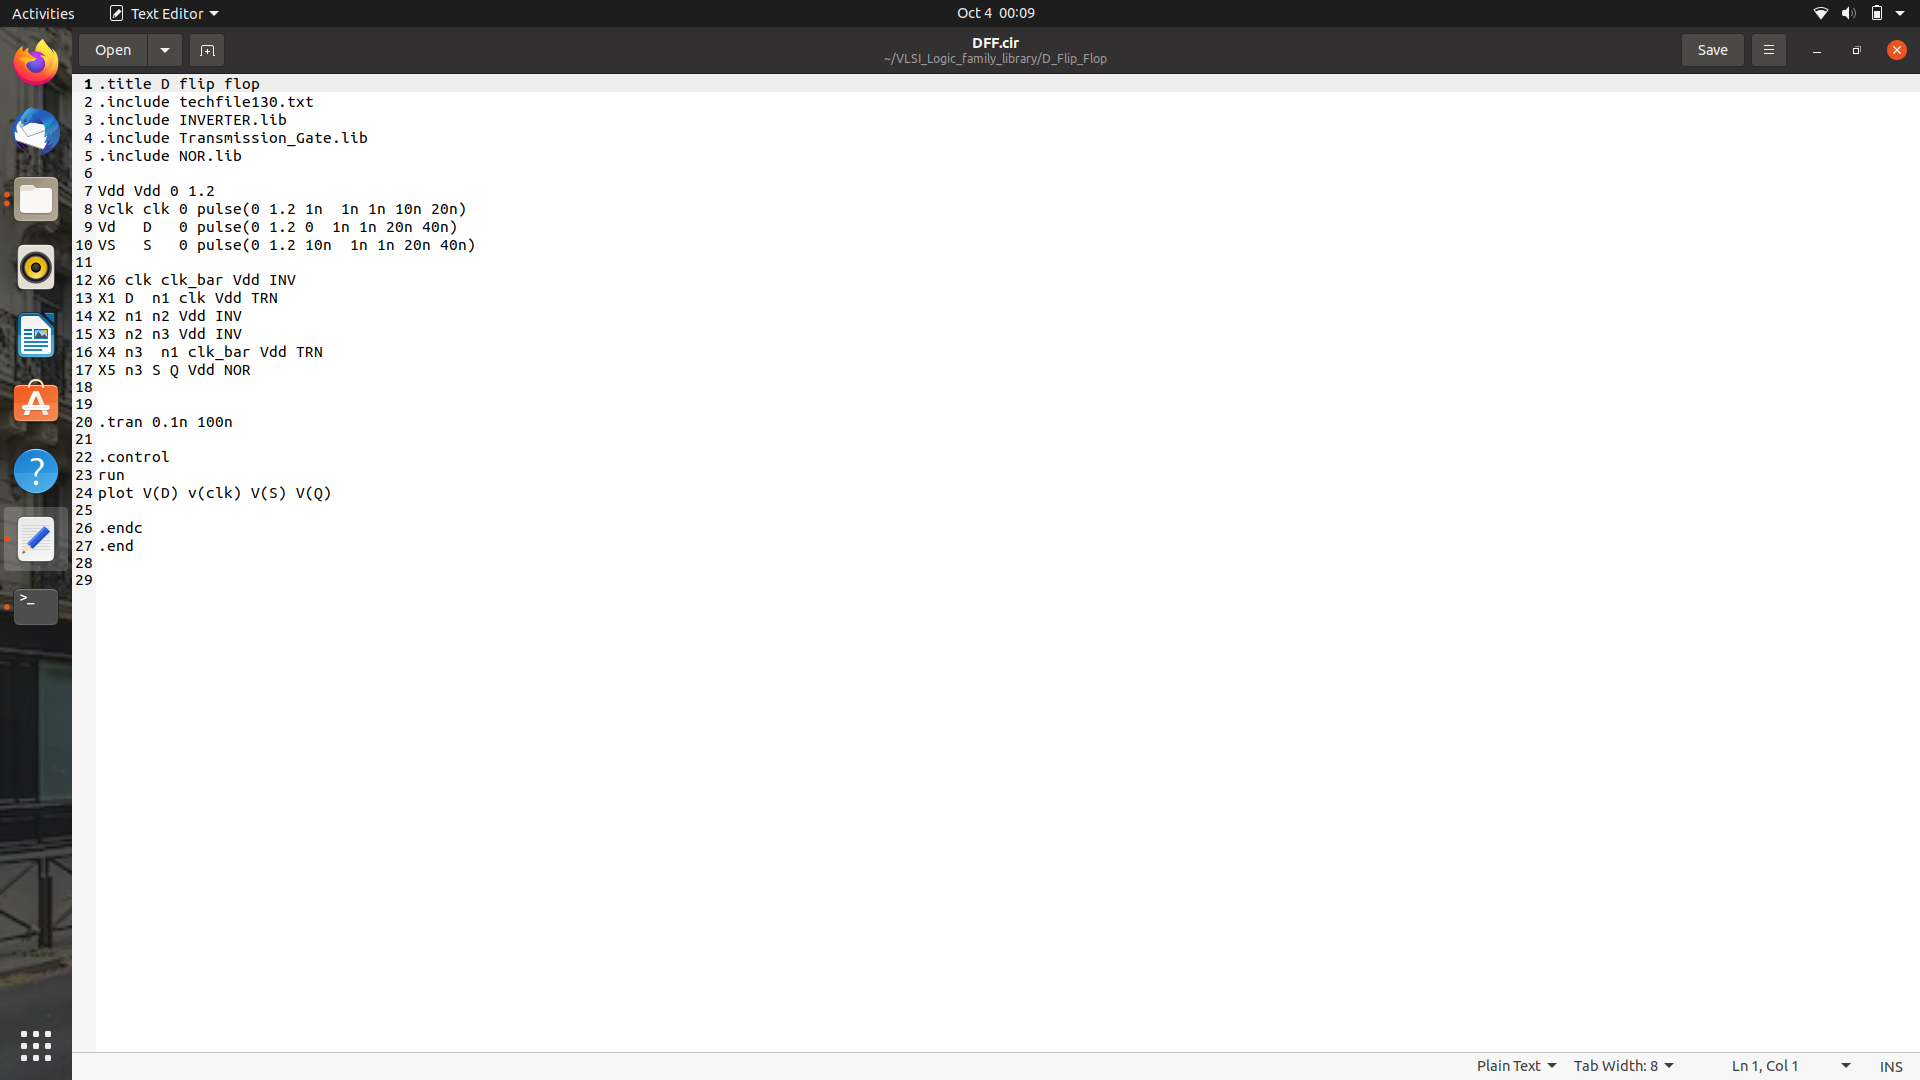 Activities
Text Editor
Oct 4 00:09
Open
DFF.cir
~/VLSI_Logic_family_library/D_Flip_Flop
Save
1 .title D flip flop
2 .include techfile130.txt
3 .include INVERTER.lib
4 .include Transmission_Gate.lib
5 .include NOR.lib
6
7 Vdd Vdd 0 1.2
8 Vclk clk 0 pulse(0 1.2 1n  1n 1n 10n 20n)
9 Vd   D   0 pulse(0 1.2 0  1n 1n 20n 40n)
10 VS   S   0 pulse(0 1.2 10n  1n 1n 20n 40n)
11
12 X6 clk clk_bar Vdd INV
13 X1 D  n1 clk Vdd TRN
14 X2 n1 n2 Vdd INV
15 X3 n2 n3 Vdd INV
16 X4 n3  n1 clk_bar Vdd TRN
17 X5 n3 S Q Vdd NOR
18
19
20 .tran 0.1n 100n
21
22 .control
23 run
24 plot V(D) v(clk) V(S) V(Q)
25
26 .endc
27 .end
28
29
Plain Text
Tab Width: 8
Ln 1, Col 1
INS